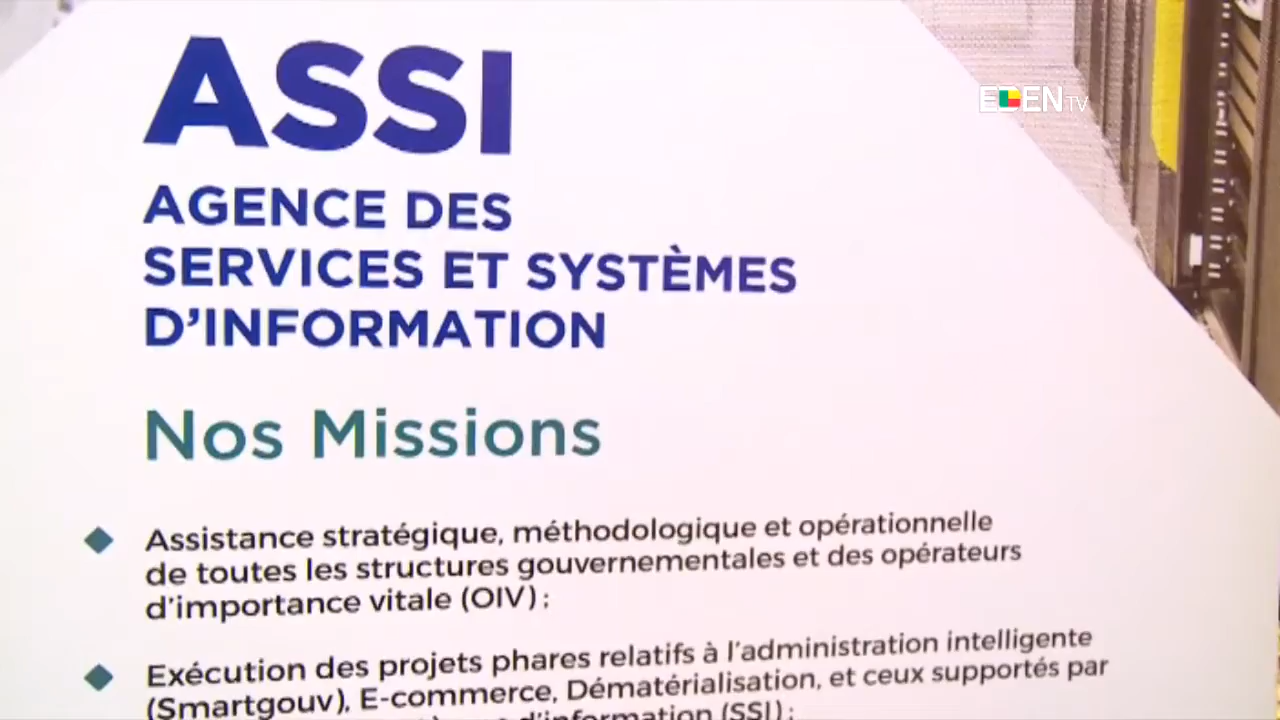 ASSI
EDEN TV
AGENCE DES
SERVICES ET SYSTÈMES
D'INFORMATION
Nos Missions
Assistance stratégique, méthodologique et opérationnelle
de toutes les structures gouvernementales et des opérateurs
d'importance vitale (OIV) ;
Exécution des projets phares relatifs à l'administration intelligente
(Smartgouv), E-commerce, Dématérialisation, et ceux supportés par
d'information (SSI) ;